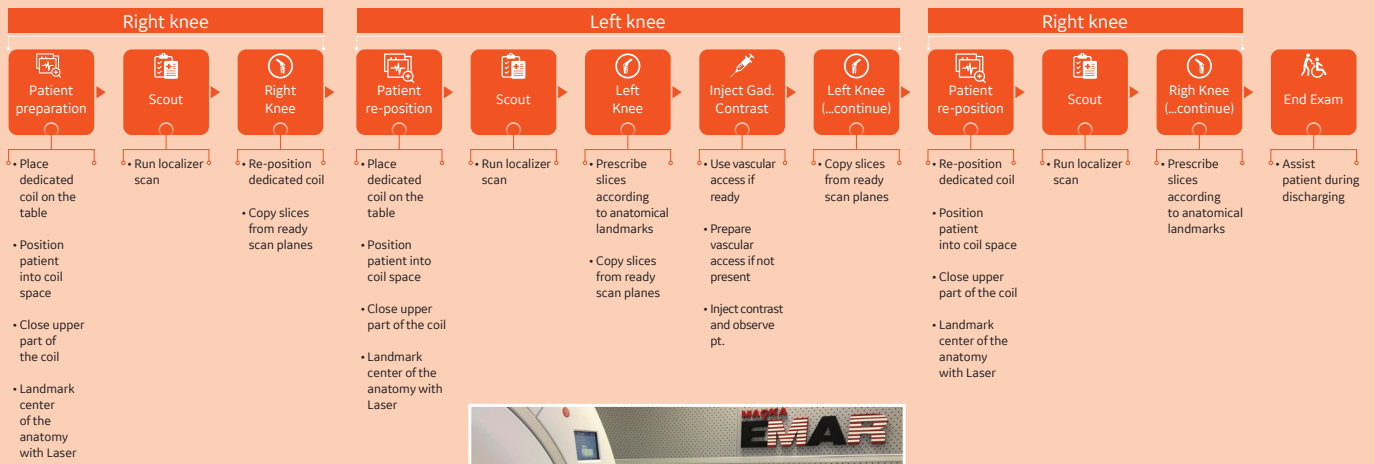 Right knee
Left knee
Right knee
Patient
preparation
Scout
Right
Knee
Patient
re-position
Scout
Left
Knee
Inject Gad.
Contrast
Left Knee
(...continue)
Patient
re-position
Scout
Righ Knee
(...continue)
End Exam
• Place
dedicated
coil on the
table
• Position
patient
into coil
space
• Close upper
part of
the coil
• Landmark
center
of the
anatomy
with Laser
• Run localizer
scan
• Re-position
dedicated coil
• Copy slices
from ready
scan planes
• Place
dedicated
coil on the
table
• Position
patient into
coil space
• Close upper
part of the coil
• Landmark
center of the
anatomy with
Laser
• Run localizer
scan
• Prescribe
slices
according
to anatomical
landmarks
• Copy slices
from ready
scan planes
• Use vascular
access if
ready
• Prepare
vascular
access if not
present
• Inject contrast
and observe
pt.
• Copy slices
from ready
scan planes
• Re-position
dedicated coil
• Position
patient
into coil space
• Close upper
part of the coil
• Landmark
center of the
anatomy
with Laser
• Run localizer
scan
• Prescribe
slices
according
to anatomical
landmarks
• Assist
patient during
discharging
MAÇKA
EMAR